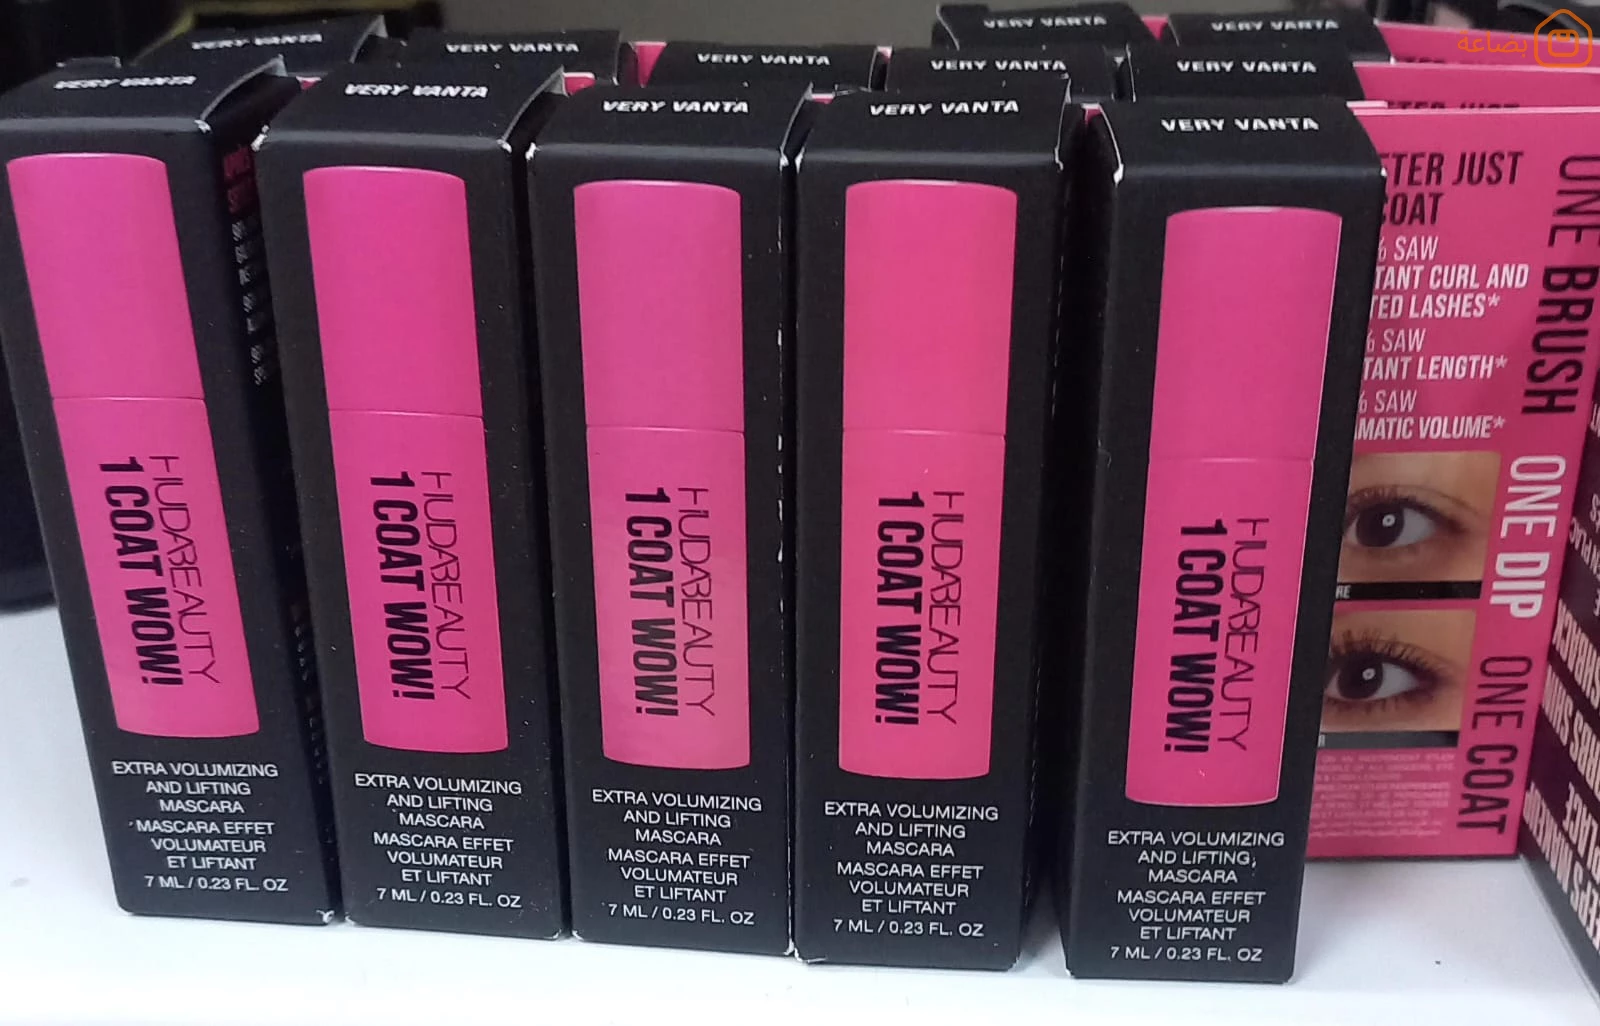 بضاعة
VERY VANTA
VERY VANTA
VERY VANTA
VERY VANTA
VERY VANTA
VERY VANTA
VERY VANTA
VERY VANTA
VERY VANTA
VERY VANTA
VERY VANTA
VERY VANTA
HUDABEAUTY
1 COAT WOW!
EXTRA VOLUMIZING
AND LIFTING
MASCARA
MASCARA EFFET
VOLUMATEUR
ET LIFTANT
7 ML / 0.23 FL. OZ
HUDABEAUTY
1 COAT WOW!
EXTRA VOLUMIZING
AND LIFTING
MASCARA
MASCARA EFFET
VOLUMATEUR
ET LIFTANT
7 ML / 0.23 FL. OZ
HUDABEAUTY
1 COAT WOW!
EXTRA VOLUMIZING
AND LIFTING
MASCARA
MASCARA EFFET
VOLUMATEUR
ET LIFTANT
7 ML / 0.23 FL. OZ
HUDABEAUTY
1 COAT WOW!
EXTRA VOLUMIZING
AND LIFTING
MASCARA
MASCARA EFFET
VOLUMATEUR
ET LIFTANT
7 ML / 0.23 FL. OZ
HUDABEAUTY
1 COAT WOW!
EXTRA VOLUMIZING
AND LIFTING
MASCARA
MASCARA EFFET
VOLUMATEUR
ET LIFTANT
7 ML / 0.23 FL. OZ
TER JUST
COAT
% SAW
TANT CURL AND
TED LASHES*
% SAW
TANT LENGTH*
% SAW
MATIC VOLUME*
ONE BRUSH ONE DIP ONE COAT